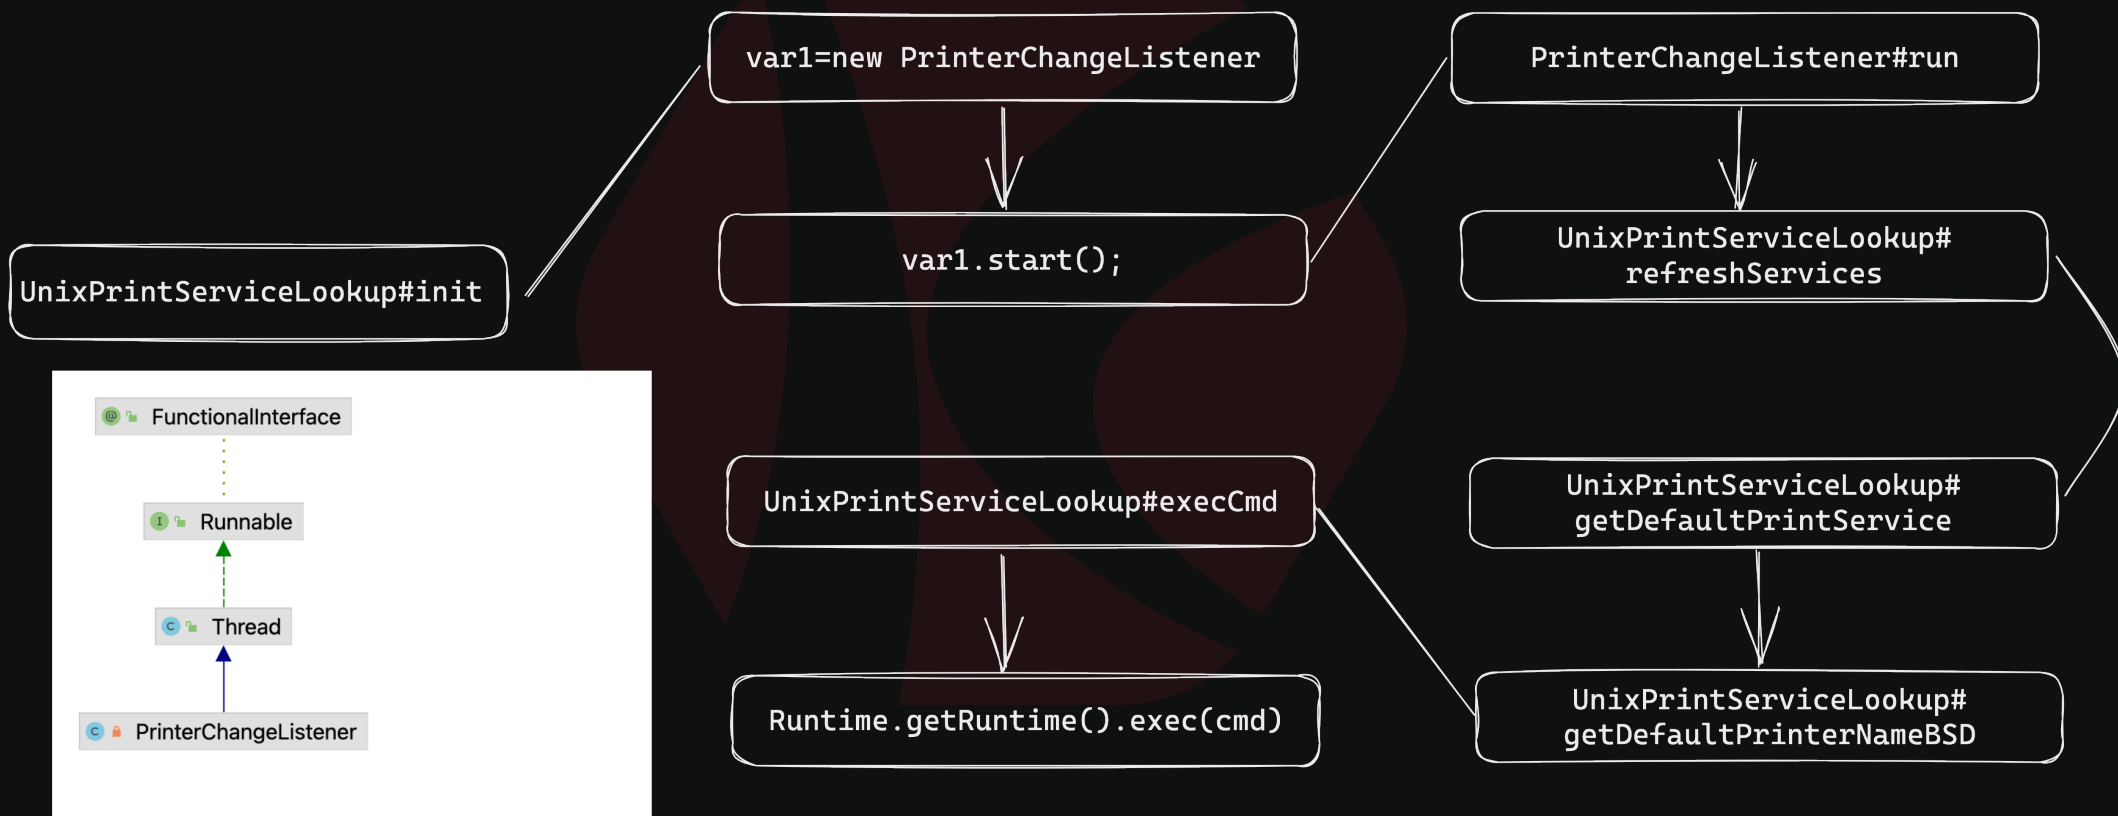 var1=new PrinterChangeListener
PrinterChangeListener#run
UnixPrintServiceLookup#init
var1.start();
UnixPrintServiceLookup#
refreshServices
FunctionalInterface
Runnable
Thread
PrinterChangeListener
UnixPrintServiceLookup#execCmd
UnixPrintServiceLookup#
getDefaultPrintService
Runtime.getRuntime().exec(cmd)
UnixPrintServiceLookup#
getDefaultPrinterNameBSD